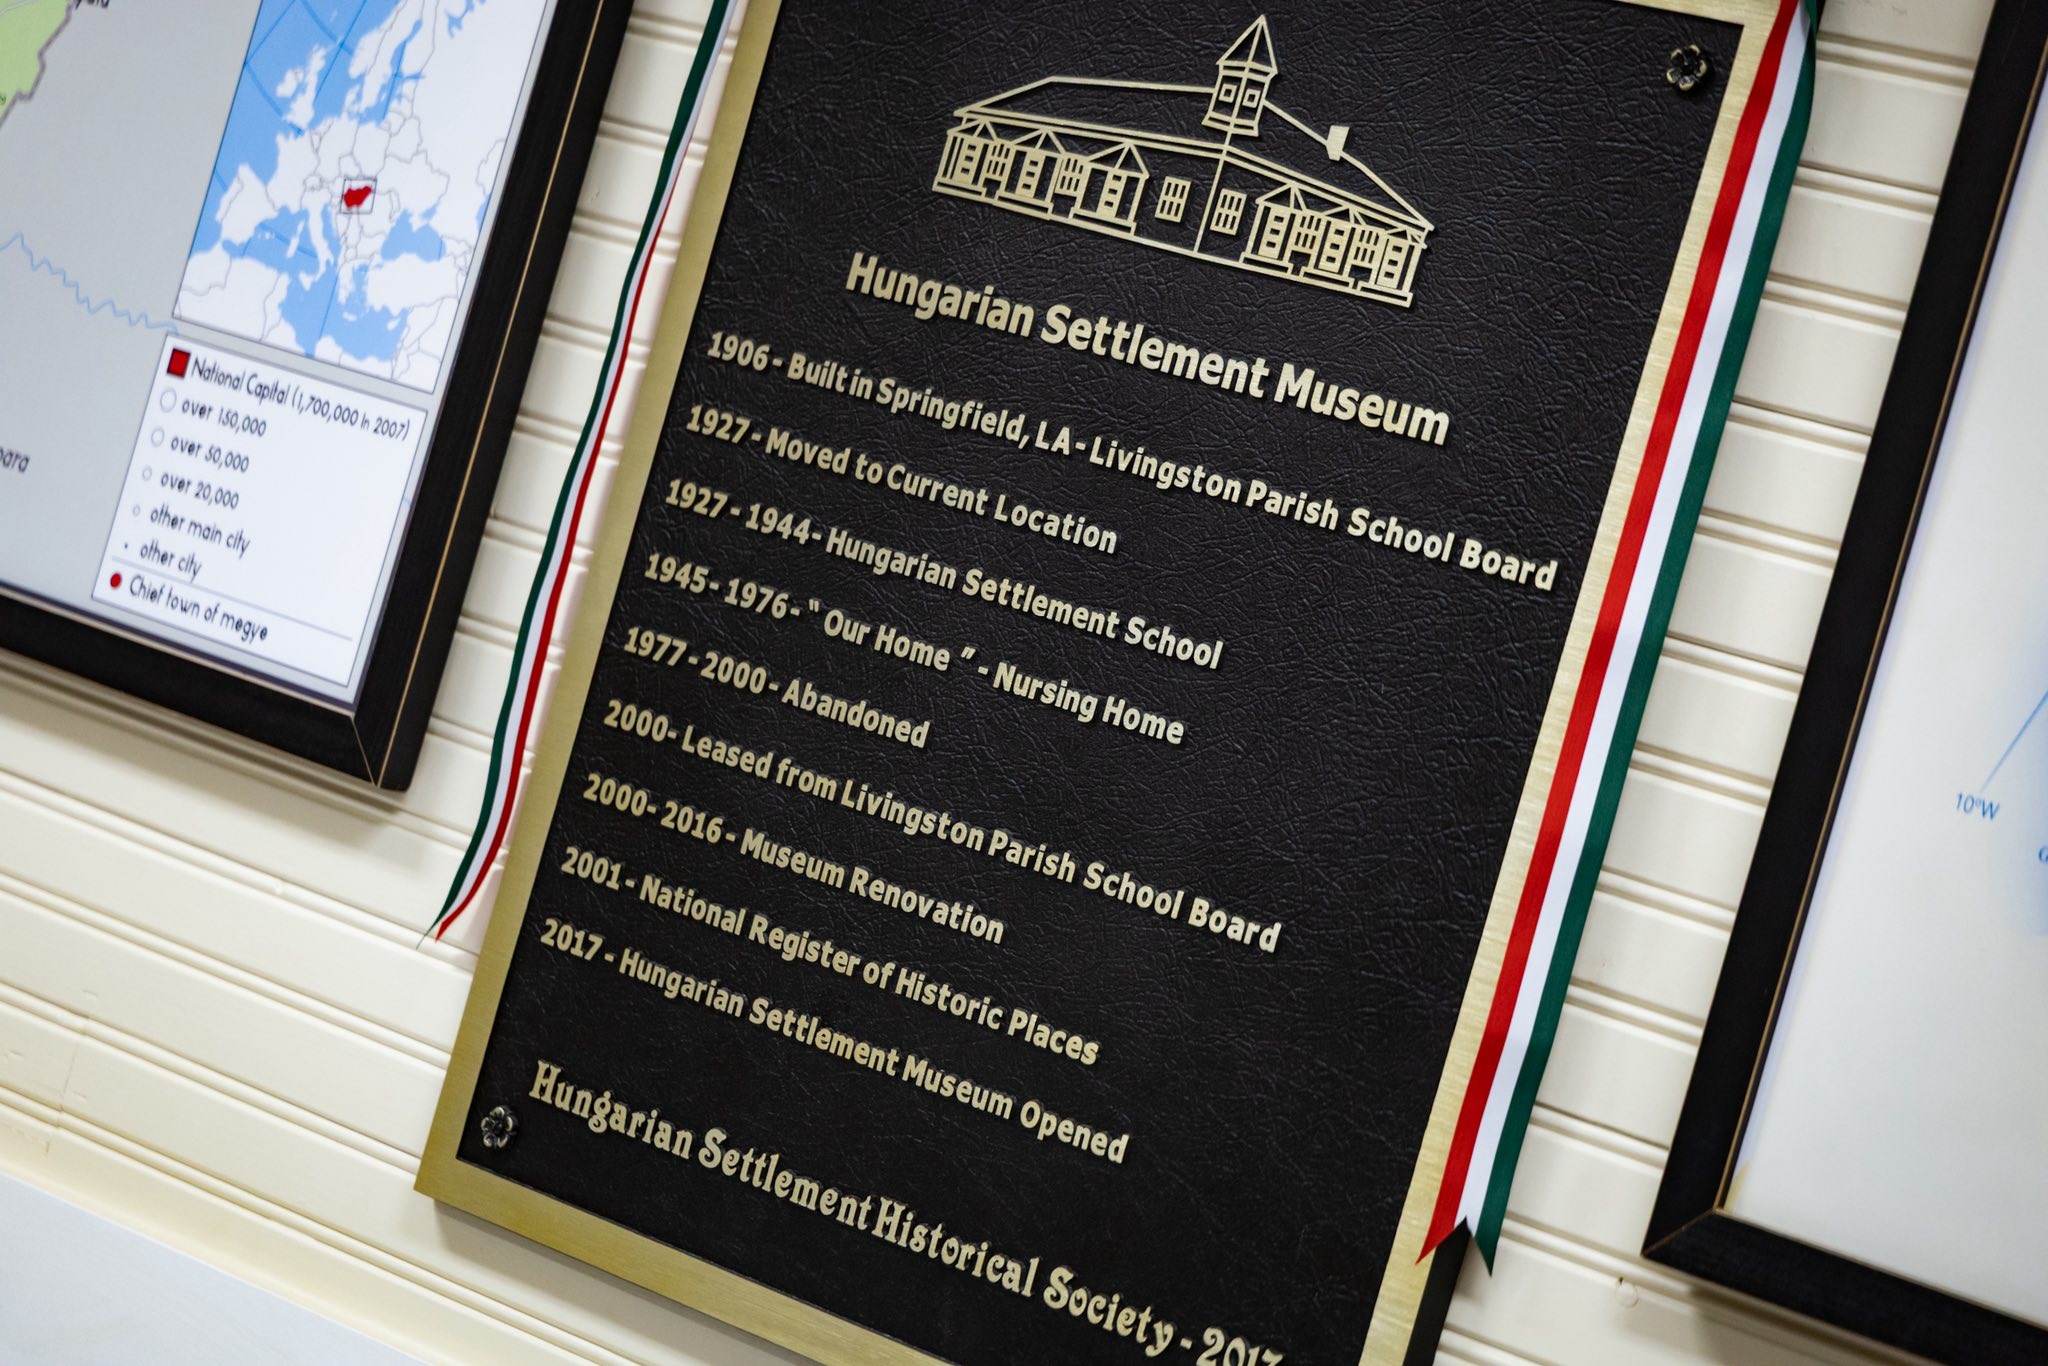 National Capital (1,700,000 in 2007)
over 150,000
over 50,000
over 20,000
other main city
other city
Chief town of megye
Hungarian Settlement Museum
1906 - Built in Springfield, LA - Livingston Parish School Board
1927 - Moved to Current Location
1927 - 1944 - Hungarian Settlement School
1945 - 1976 - " Our Home " - Nursing Home
1977 - 2000 - Abandoned
2000 - Leased from Livingston Parish School Board
2000 - 2016 - Museum Renovation
2001 - National Register of Historic Places
2017 - Hungarian Settlement Museum Opened
Hungarian Settlement Historical Society - 2017
10°W